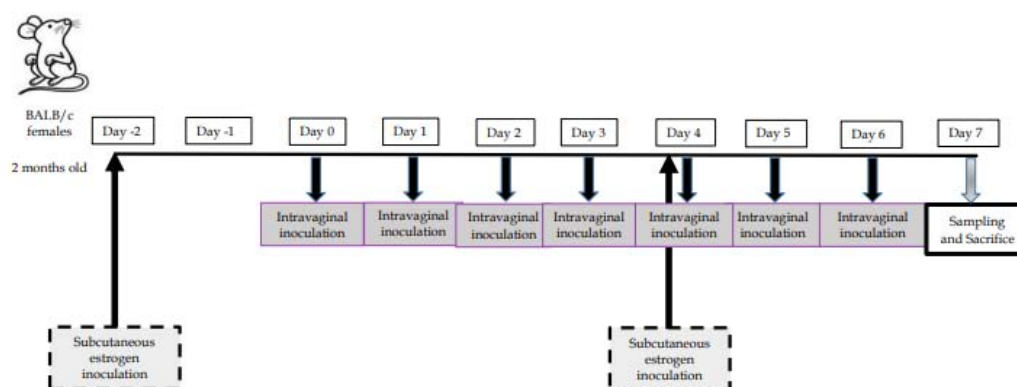 BALB/c
females
2 months old
Day -2
Day -1
Day 0
Day 1
Day 2
Day 3
Day 4
Day 5
Day 6
Day 7
Intravaginal
inoculation
Intravaginal
inoculation
Intravaginal
inoculation
Intravaginal
inoculation
Intravaginal
inoculation
Intravaginal
inoculation
Intravaginal
inoculation
Sampling
and Sacrifice
Subcutaneous
estrogen
inoculation
Subcutaneous
estrogen
inoculation